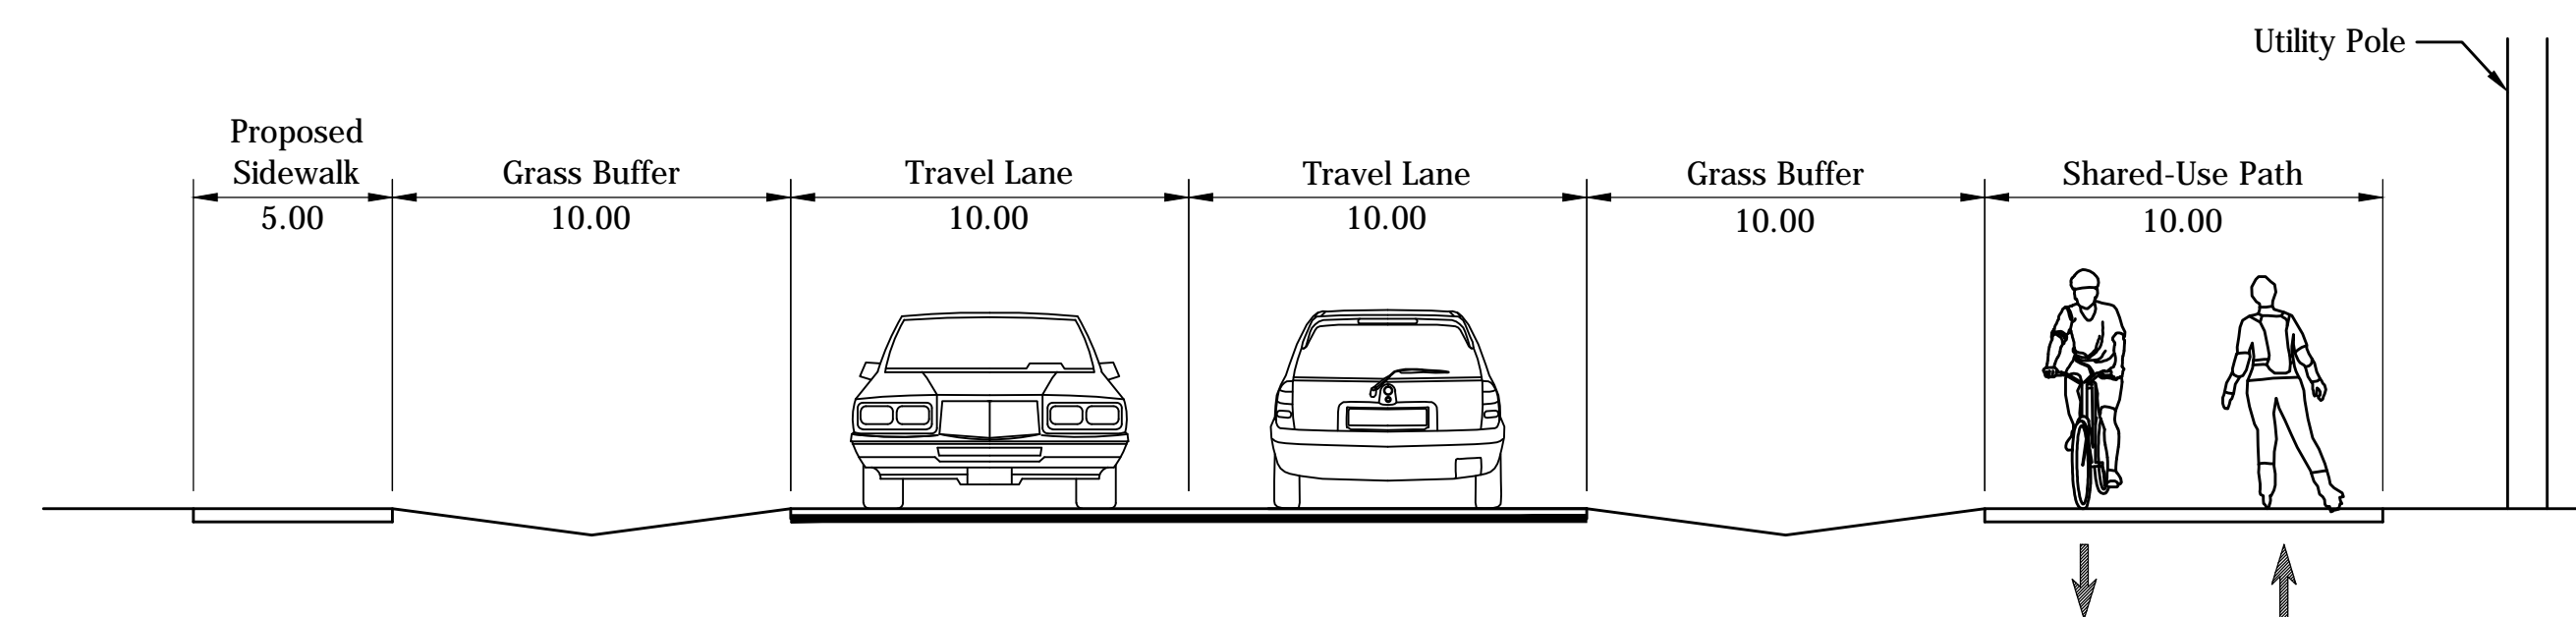 Utility Pole
Proposed
Sidewalk
Grass Buffer
Travel Lane
Travel Lane
Grass Buffer
Shared-Use Path
5.00
10.00
10.00
10.00
10.00
10.00